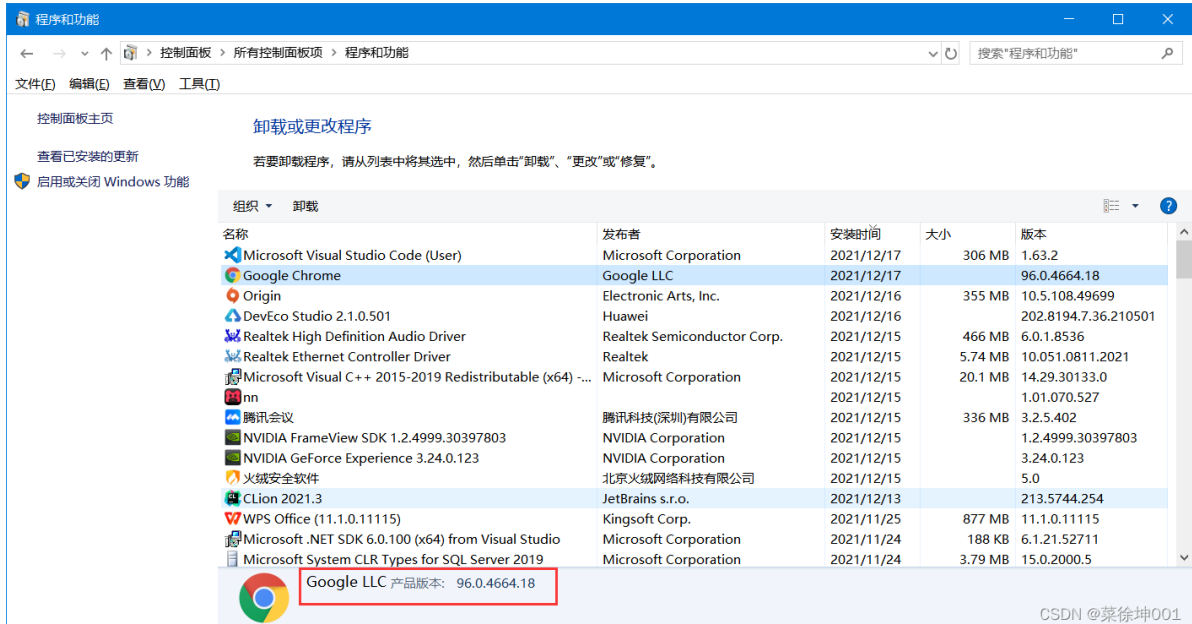 程序和功能
控制面板 > 所有控制面板项 > 程序和功能 搜索"程序和功能"
文件(F) 编辑(E) 查看(V) 工具(T)
控制面板主页
查看已安装的更新
启用或关闭 Windows 功能
卸载或更改程序
若要卸载程序，请从列表中将其选中，然后单击"卸载"、"更改"或"修复"。
组织 卸载
名称 发布者 安装时间 大小 版本
Microsoft Visual Studio Code (User) Microsoft Corporation 2021/12/17 306 MB 1.63.2
Google Chrome Google LLC 2021/12/17 96.0.4664.18
Origin Electronic Arts, Inc. 2021/12/16 355 MB 10.5.108.49699
DevEco Studio 2.1.0.501 Huawei 2021/12/16 202.8194.7.36.210501
Realtek High Definition Audio Driver Realtek Semiconductor Corp. 2021/12/15 466 MB 6.0.1.8536
Realtek Ethernet Controller Driver Realtek 2021/12/15 5.74 MB 10.051.0811.2021
Microsoft Visual C++ 2015-2019 Redistributable (x64) -... Microsoft Corporation 2021/12/15 20.1 MB 14.29.30133.0
nn 2021/12/15 1.01.070.527
腾讯会议 腾讯科技(深圳)有限公司 2021/12/15 336 MB 3.2.5.402
NVIDIA FrameView SDK 1.2.4999.30397803 NVIDIA Corporation 2021/12/15 1.2.4999.30397803
NVIDIA GeForce Experience 3.24.0.123 NVIDIA Corporation 2021/12/15 3.24.0.123
火绒安全软件 北京火绒网络科技有限公司 2021/12/15 5.0
CLion 2021.3 JetBrains s.r.o. 2021/12/13 213.5744.254
WPS Office (11.1.0.11115) Kingsoft Corp. 2021/11/25 877 MB 11.1.0.11115
Microsoft .NET SDK 6.0.100 (x64) from Visual Studio Microsoft Corporation 2021/11/24 188 KB 6.1.21.52711
Microsoft System CLR Types for SQL Server 2019 Microsoft Corporation 2021/11/24 3.79 MB 15.0.2000.5
Google LLC 产品版本: 96.0.4664.18
CSDN @菜徐坤001